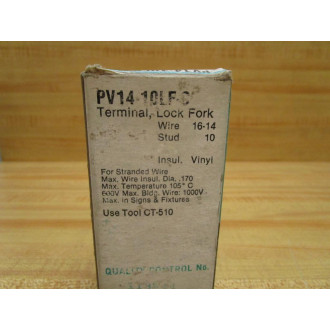 PV14-10LF-C
Terminal, Lock Fork
Wire 16-14
Stud 10
Insul. Vinyl
For Stranded Wire
Max. Wire Insul. Dia. .170
Max. Temperature 105° C
600V Max. Bldg. Wire: 1000V
Max. in Signs & Fixtures
Use Tool CT-510
QUALITY CONTROL No.